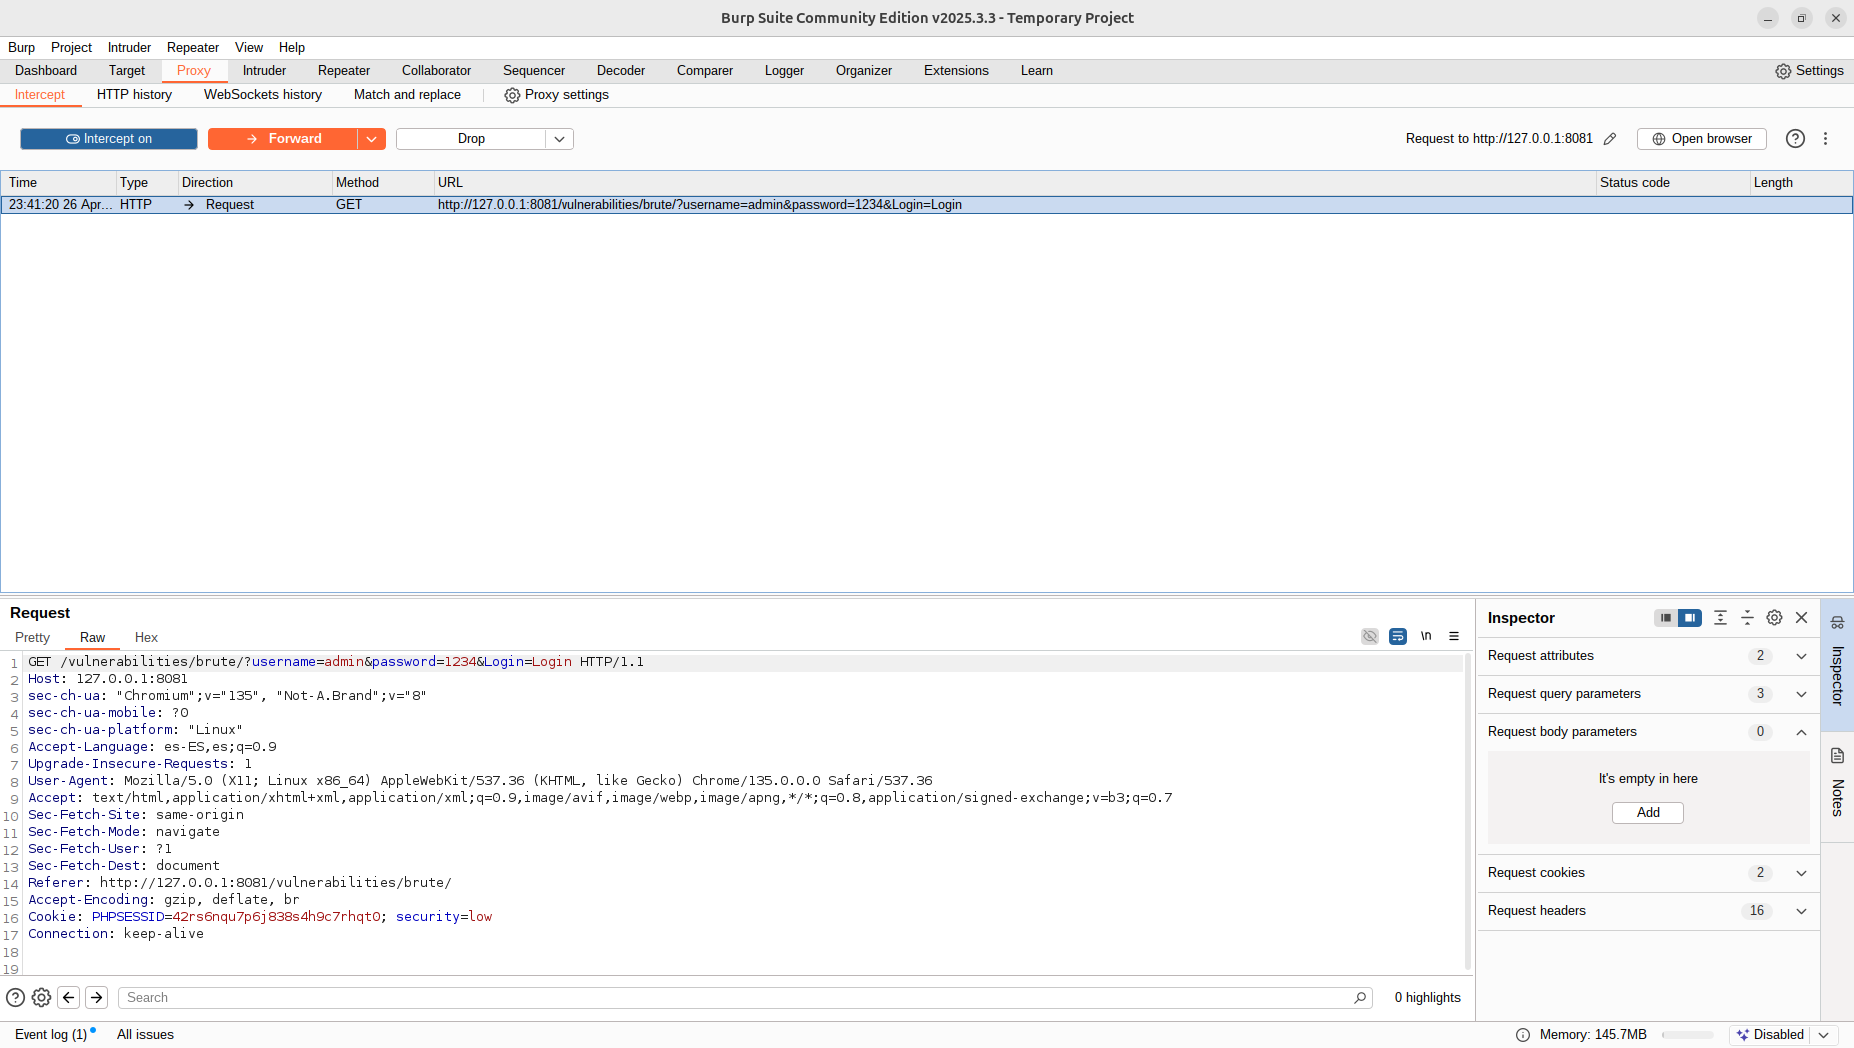 Burp Suite Community Edition v2025.3.3 - Temporary Project
Burp Project Intruder Repeater View Help
Dashboard Target Proxy Intruder Repeater Collaborator Sequencer Decoder Comparer Logger Organizer Extensions Learn Settings
Intercept HTTP history WebSockets history Match and replace Proxy settings
Intercept on Forward Drop Request to http://127.0.0.1:8081 Open browser
Time Type Direction Method URL Status code Length
23:41:20 26 Apr... HTTP → Request GET http://127.0.0.1:8081/vulnerabilities/brute/?username=admin&password=1234&Login=Login
Request
Pretty Raw Hex \n
1 GET /vulnerabilities/brute/?username=admin&password=1234&Login=Login HTTP/1.1
2 Host: 127.0.0.1:8081
3 sec-ch-ua: "Chromium";v="135", "Not-A.Brand";v="8"
4 sec-ch-ua-mobile: ?0
5 sec-ch-ua-platform: "Linux"
6 Accept-Language: es-ES,es;q=0.9
7 Upgrade-Insecure-Requests: 1
8 User-Agent: Mozilla/5.0 (X11; Linux x86_64) AppleWebKit/537.36 (KHTML, like Gecko) Chrome/135.0.0.0 Safari/537.36
9 Accept: text/html,application/xhtml+xml,application/xml;q=0.9,image/avif,image/webp,image/apng,*/*;q=0.8,application/signed-exchange;v=b3;q=0.7
10 Sec-Fetch-Site: same-origin
11 Sec-Fetch-Mode: navigate
12 Sec-Fetch-User: ?1
13 Sec-Fetch-Dest: document
14 Referer: http://127.0.0.1:8081/vulnerabilities/brute/
15 Accept-Encoding: gzip, deflate, br
16 Cookie: PHPSESSID=42rs6nqu7p6j838s4h9c7rhqt0; security=low
17 Connection: keep-alive
18
19
Inspector
Request attributes 2
Request query parameters 3
Request body parameters 0
It's empty in here
Add
Request cookies 2
Request headers 16
Inspector
Notes
Search 0 highlights
Event log (1) All issues Memory: 145.7MB Disabled